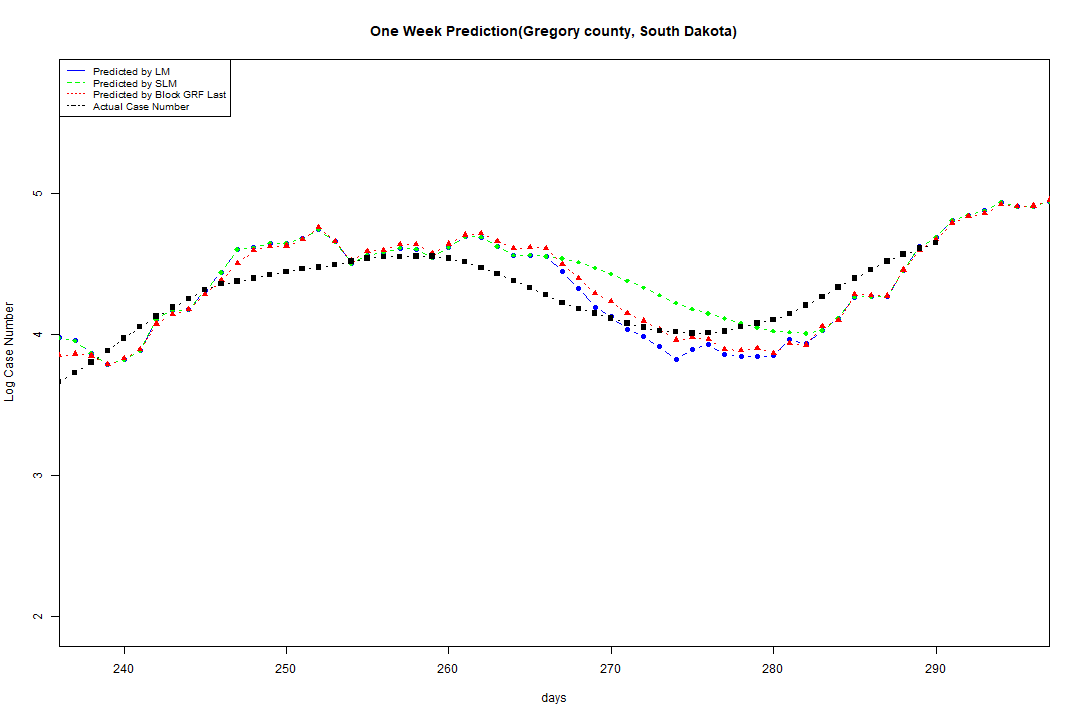 One Week Prediction(Gregory county, South Dakota)
Predicted by LM
Predicted by SLM
Predicted by Block GRF Last
Actual Case Number
Log Case Number
5
4
3
2
240 250 260 270 280 290
days